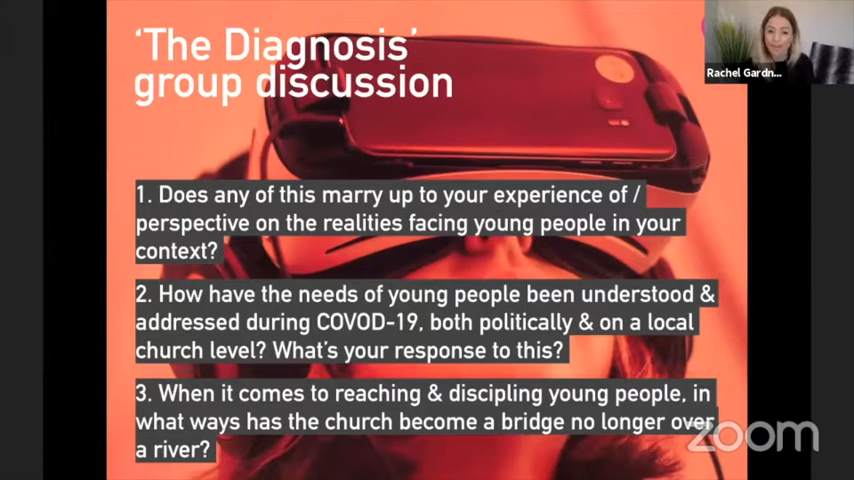 ‘The Diagnosis’
group discussion
Rachel Gardn...
1. Does any of this marry up to your experience of /
perspective on the realities facing young people in your
context?
2. How have the needs of young people been understood &
addressed during COVOD-19, both politically & on a local
church level? What’s your response to this?
3. When it comes to reaching & discipling young people, in
what ways has the church become a bridge no longer over
a river?
zoom